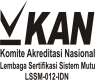 KAN
Komite Akreditasi Nasional
Lembaga Sertifikasi Sistem Mutu
LSSM-012-IDN